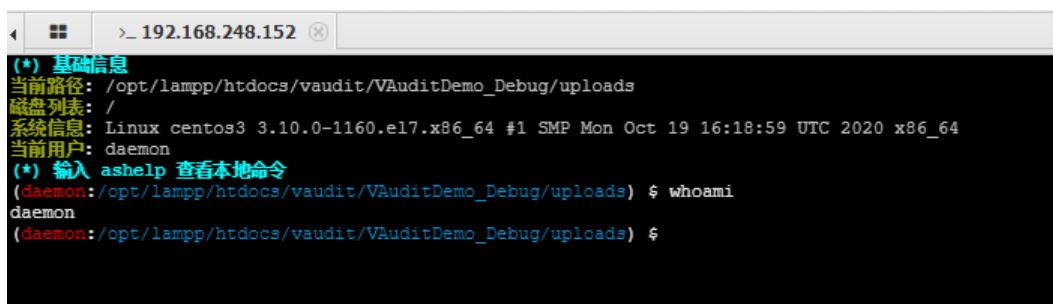 >_ 192.168.248.152
(*) 基础信息
当前路径: /opt/lampp/htdocs/vaudit/VAuditDemo_Debug/uploads
磁盘列表: /
系统信息: Linux centos3 3.10.0-1160.el7.x86_64 #1 SMP Mon Oct 19 16:18:59 UTC 2020 x86_64
当前用户: daemon
(*) 输入 ashelp 查看本地命令
(daemon:/opt/lampp/htdocs/vaudit/VAuditDemo_Debug/uploads) $ whoami
daemon
(daemon:/opt/lampp/htdocs/vaudit/VAuditDemo_Debug/uploads) $